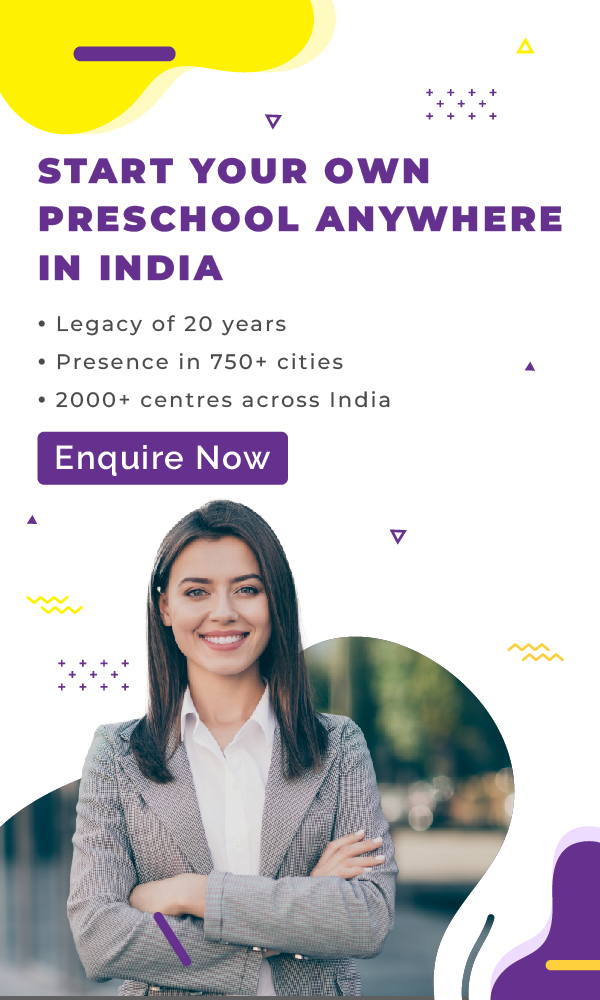 START YOUR OWN
PRESCHOOL ANYWHERE
IN INDIA
• Legacy of 20 years
• Presence in 750+ cities
• 2000+ centres across India
Enquire Now